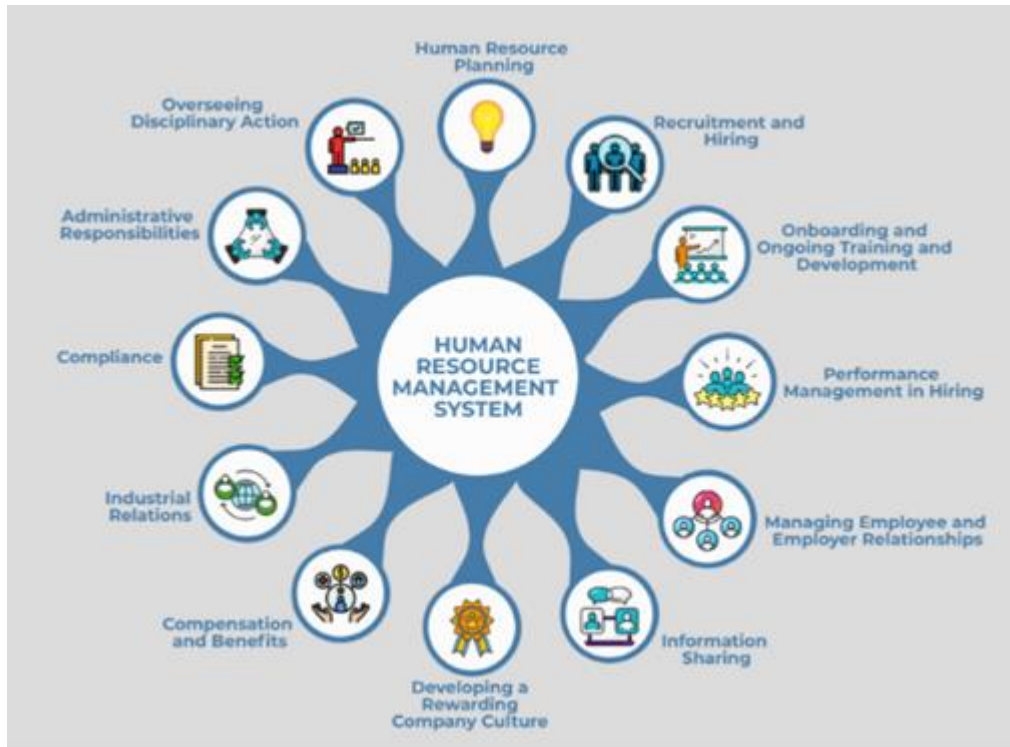 Human Resource
Planning
Recruitment and
Hiring
Onboarding and
Ongoing Training and
Development
Performance
Management in Hiring
Managing Employee and
Employer Relationships
Information
Sharing
Developing a
Rewarding
Company Culture
Compensation
and Benefits
Industrial
Relations
Compliance
Administrative
Responsibilities
Overseeing
Disciplinary Action
HUMAN
RESOURCE
MANAGEMENT
SYSTEM